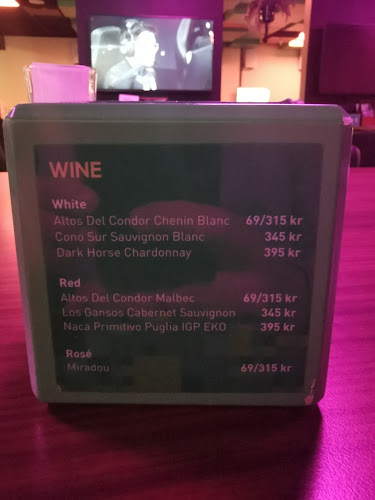 WINE
White
Altos Del Condor Chenin Blanc 69/315 kr
Cono Sur Sauvignon Blanc 345 kr
Dark Horse Chardonnay 395 kr
Red
Altos Del Condor Malbec 69/315 kr
Los Gansos Cabernet Sauvignon 345 kr
Naca Primitivo Puglia IGP EKO 395 kr
Rosé
Miradou 69/315 kr